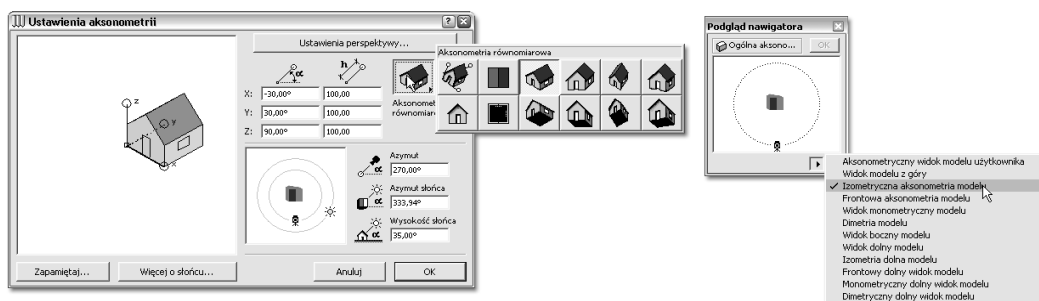 Ustawienia aksonometrii
Ustawienia perspektywy...
α
h
X: -30,00° 100,00
Y: 30,00° 100,00
Z: 90,00° 100,00
Aksonomet
równomiar
z
y
x
Azymut
α 270,00°
Azymut słońca
α 333,94°
Wysokość słońca
α 35,00°
Zapamiętaj...
Więcej o słońcu...
Anuluj
OK
Aksonometria równomiarowa
Podgląd nawigatora
Ogólna aksono...
OK
Aksonometryczny widok modelu użytkownika
Widok modelu z góry
Izometryczna aksonometria modelu
Frontowa aksonometria modelu
Widok monometryczny modelu
Dimetria modelu
Widok boczny modelu
Widok dolny modelu
Izometria dolna modelu
Frontowy dolny widok modelu
Monometryczny dolny widok modelu
Dimetryczny dolny widok modelu